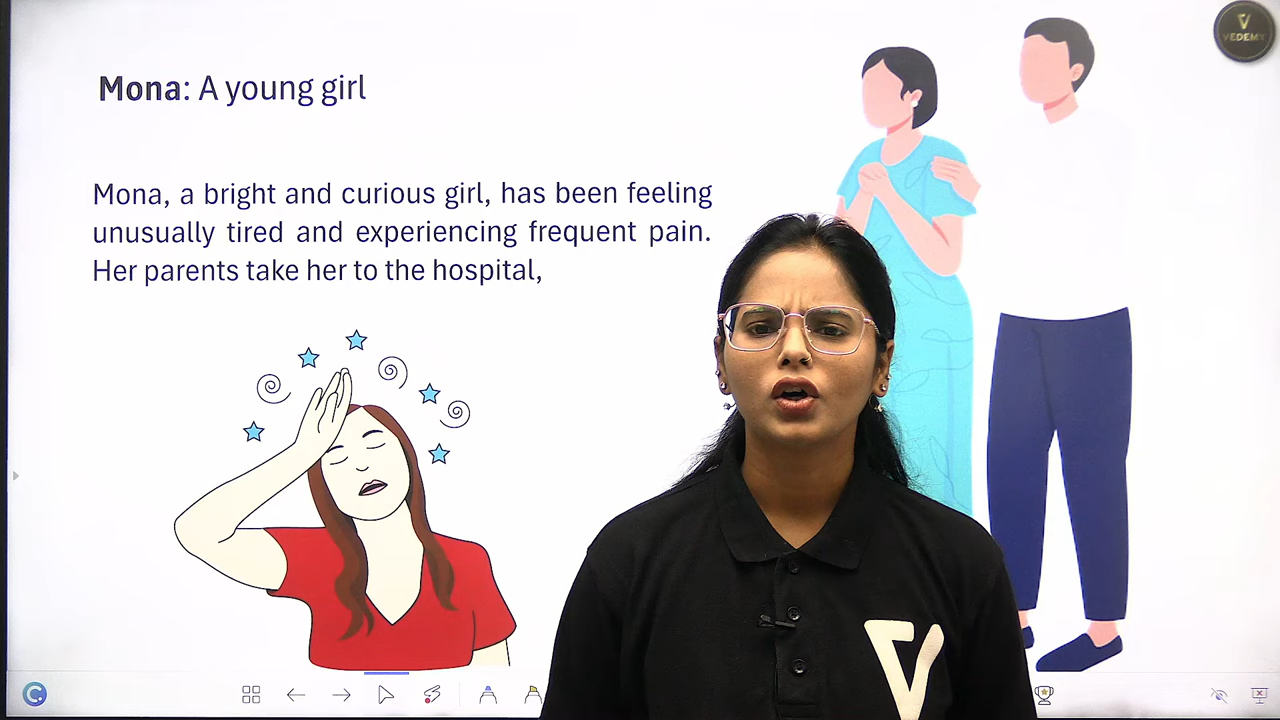 VEDEMY
Mona: A young girl
Mona, a bright and curious girl, has been feeling
unusually tired and experiencing frequent pain.
Her parents take her to the hospital,